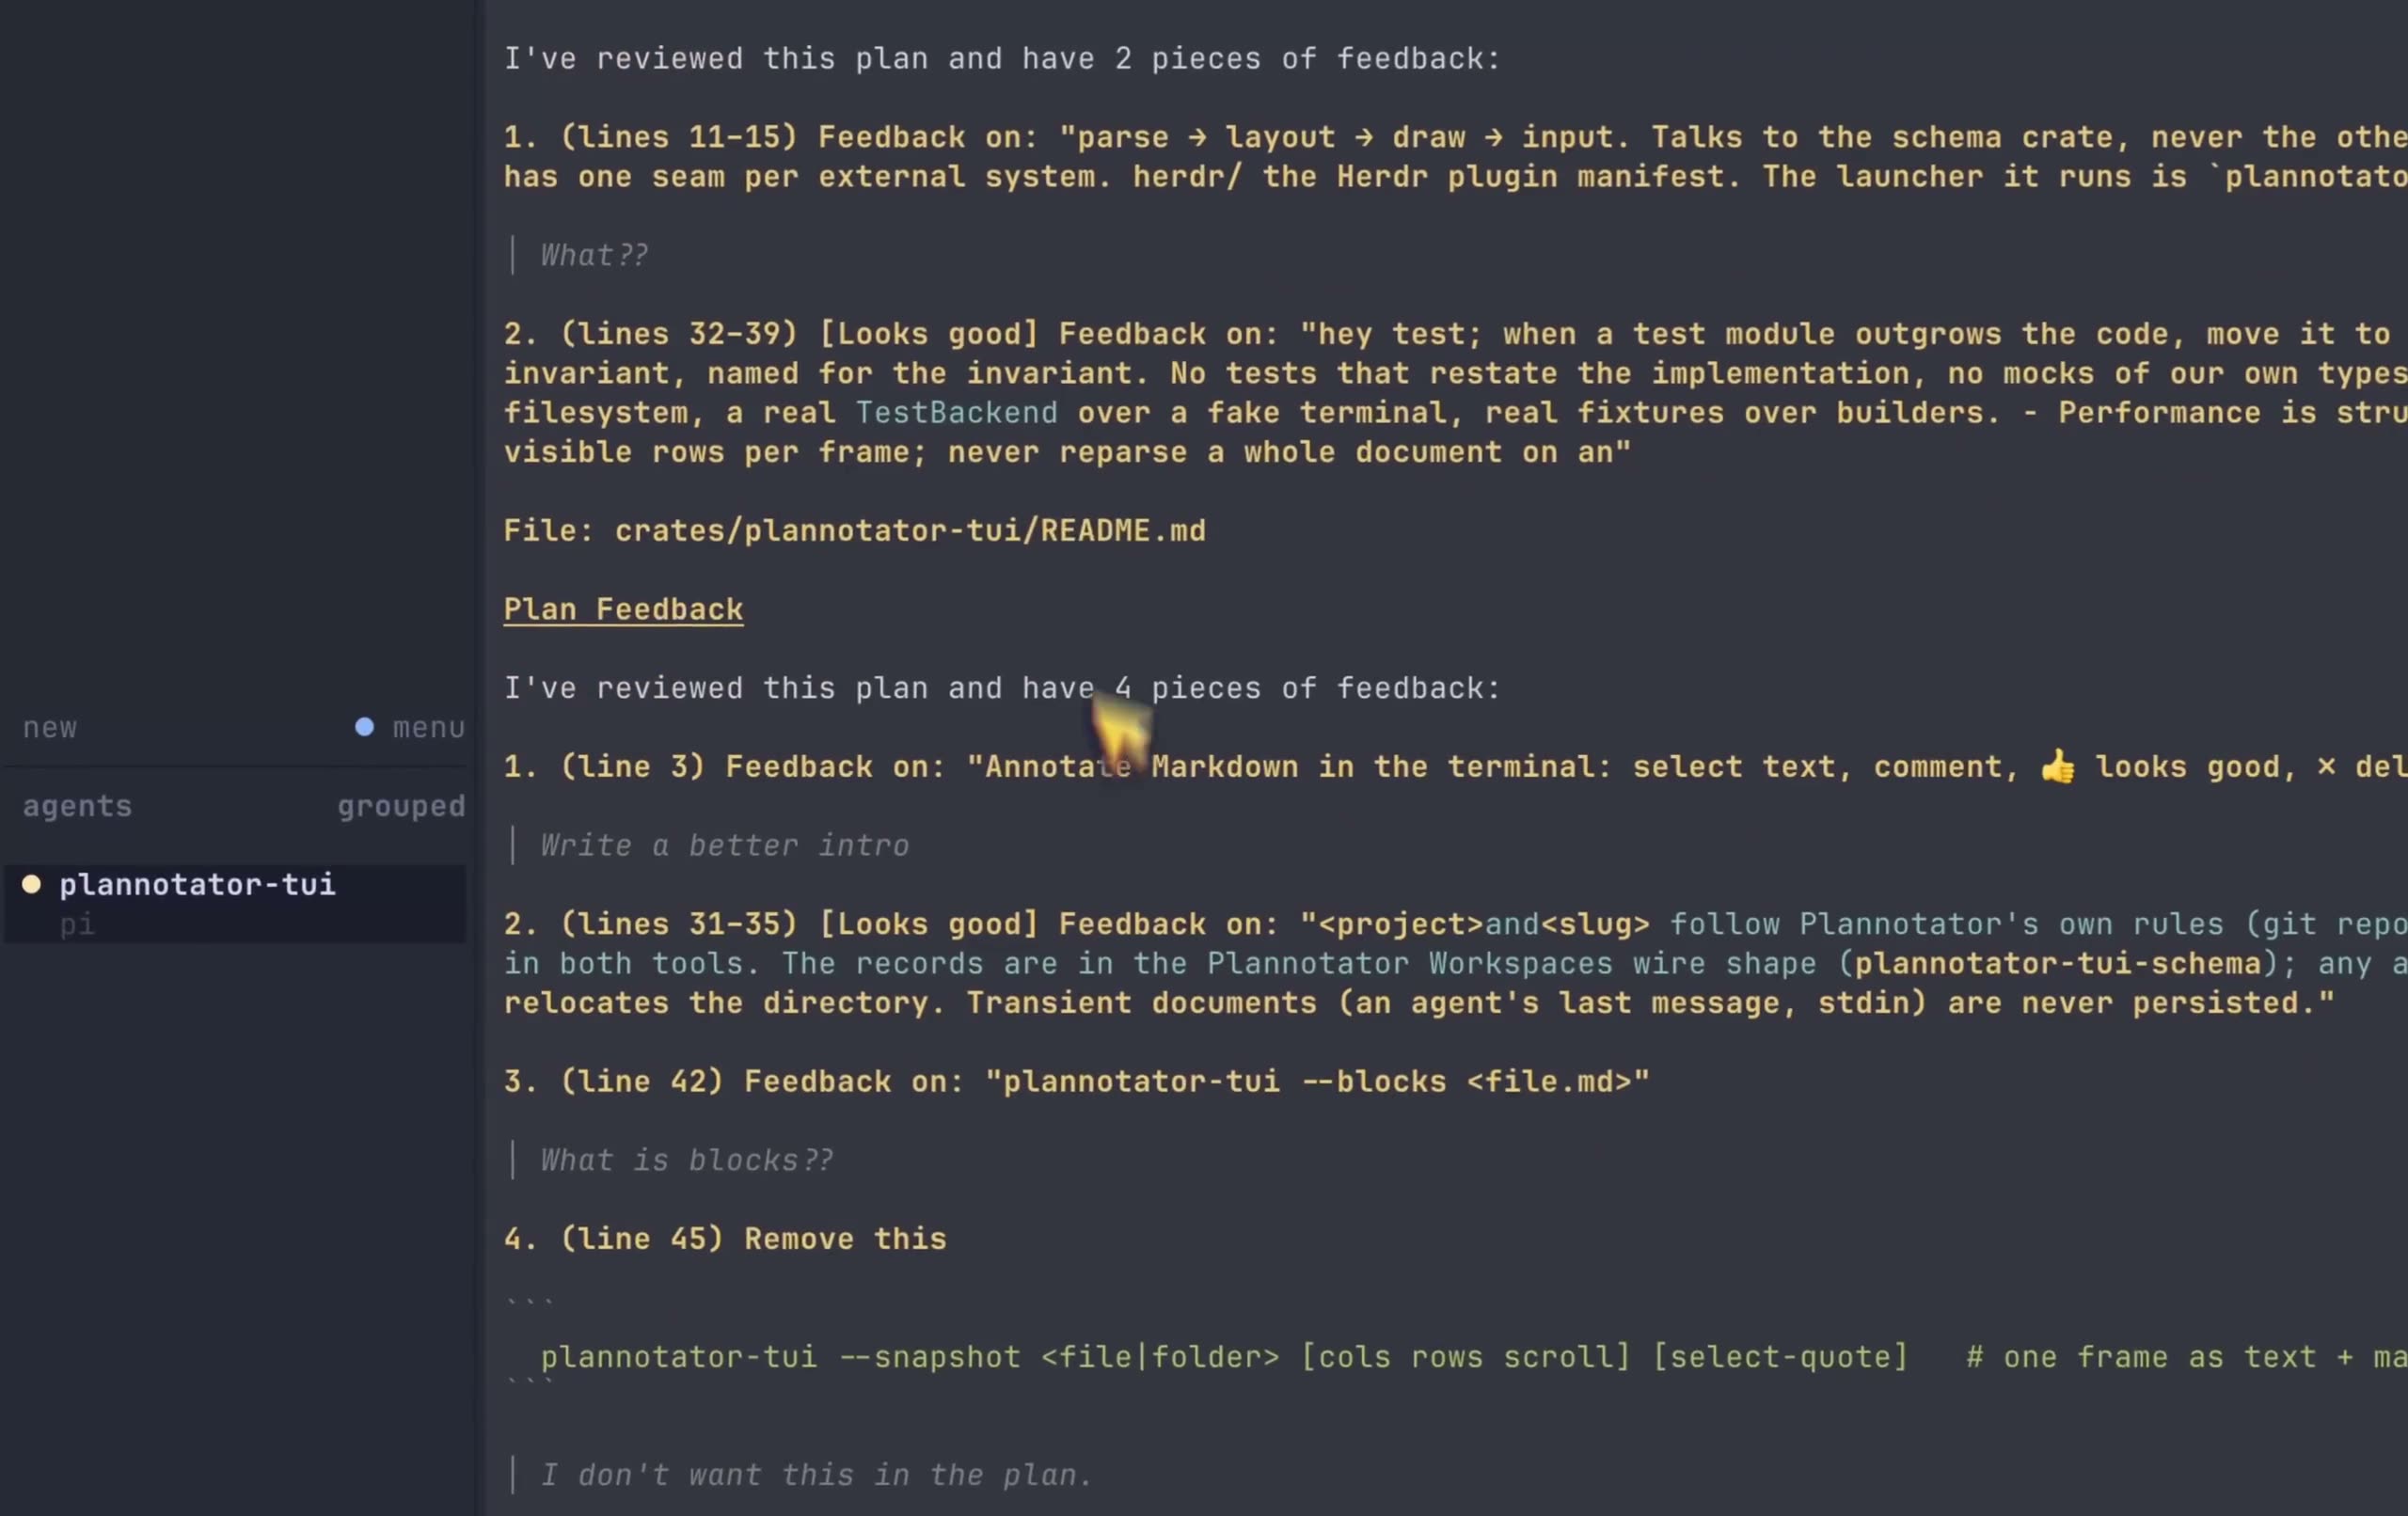 I've reviewed this plan and have 2 pieces of feedback:
1. (lines 11-15) Feedback on: "parse → layout → draw → input. Talks to the schema crate, never the othe
has one seam per external system. herdr/ the Herdr plugin manifest. The launcher it runs is `plannotato
│ What??
2. (lines 32-39) [Looks good] Feedback on: "hey test; when a test module outgrows the code, move it to
invariant, named for the invariant. No tests that restate the implementation, no mocks of our own types
filesystem, a real TestBackend over a fake terminal, real fixtures over builders. - Performance is stru
visible rows per frame; never reparse a whole document on an"
File: crates/plannotator-tui/README.md
Plan Feedback
I've reviewed this plan and have 4 pieces of feedback:
1. (line 3) Feedback on: "Annotate Markdown in the terminal: select text, comment, 👍 looks good, × del
│ Write a better intro
2. (lines 31-35) [Looks good] Feedback on: "<project>and<slug> follow Plannotator's own rules (git repo
in both tools. The records are in the Plannotator Workspaces wire shape (plannotator-tui-schema); any a
relocates the directory. Transient documents (an agent's last message, stdin) are never persisted."
3. (line 42) Feedback on: "plannotator-tui --blocks <file.md>"
│ What is blocks??
4. (line 45) Remove this
```
plannotator-tui --snapshot <file|folder> [cols rows scroll] [select-quote]   # one frame as text + ma
```
│ I don't want this in the plan.
new ● menu
agents grouped
● plannotator-tui
pi